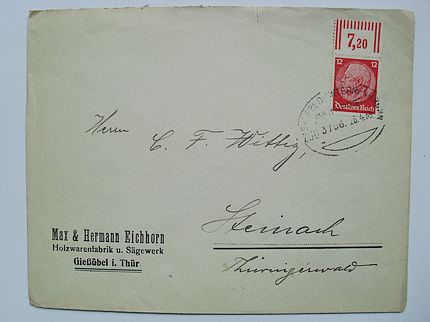 7,20
12 12
Deutsches Reich
Herrn C. F. Wittig,
Steinach
Thüringerwald
Max & Hermann Eichhorn
Holzwarenfabrik u. Sägewerk
Gießübel i. Thür.